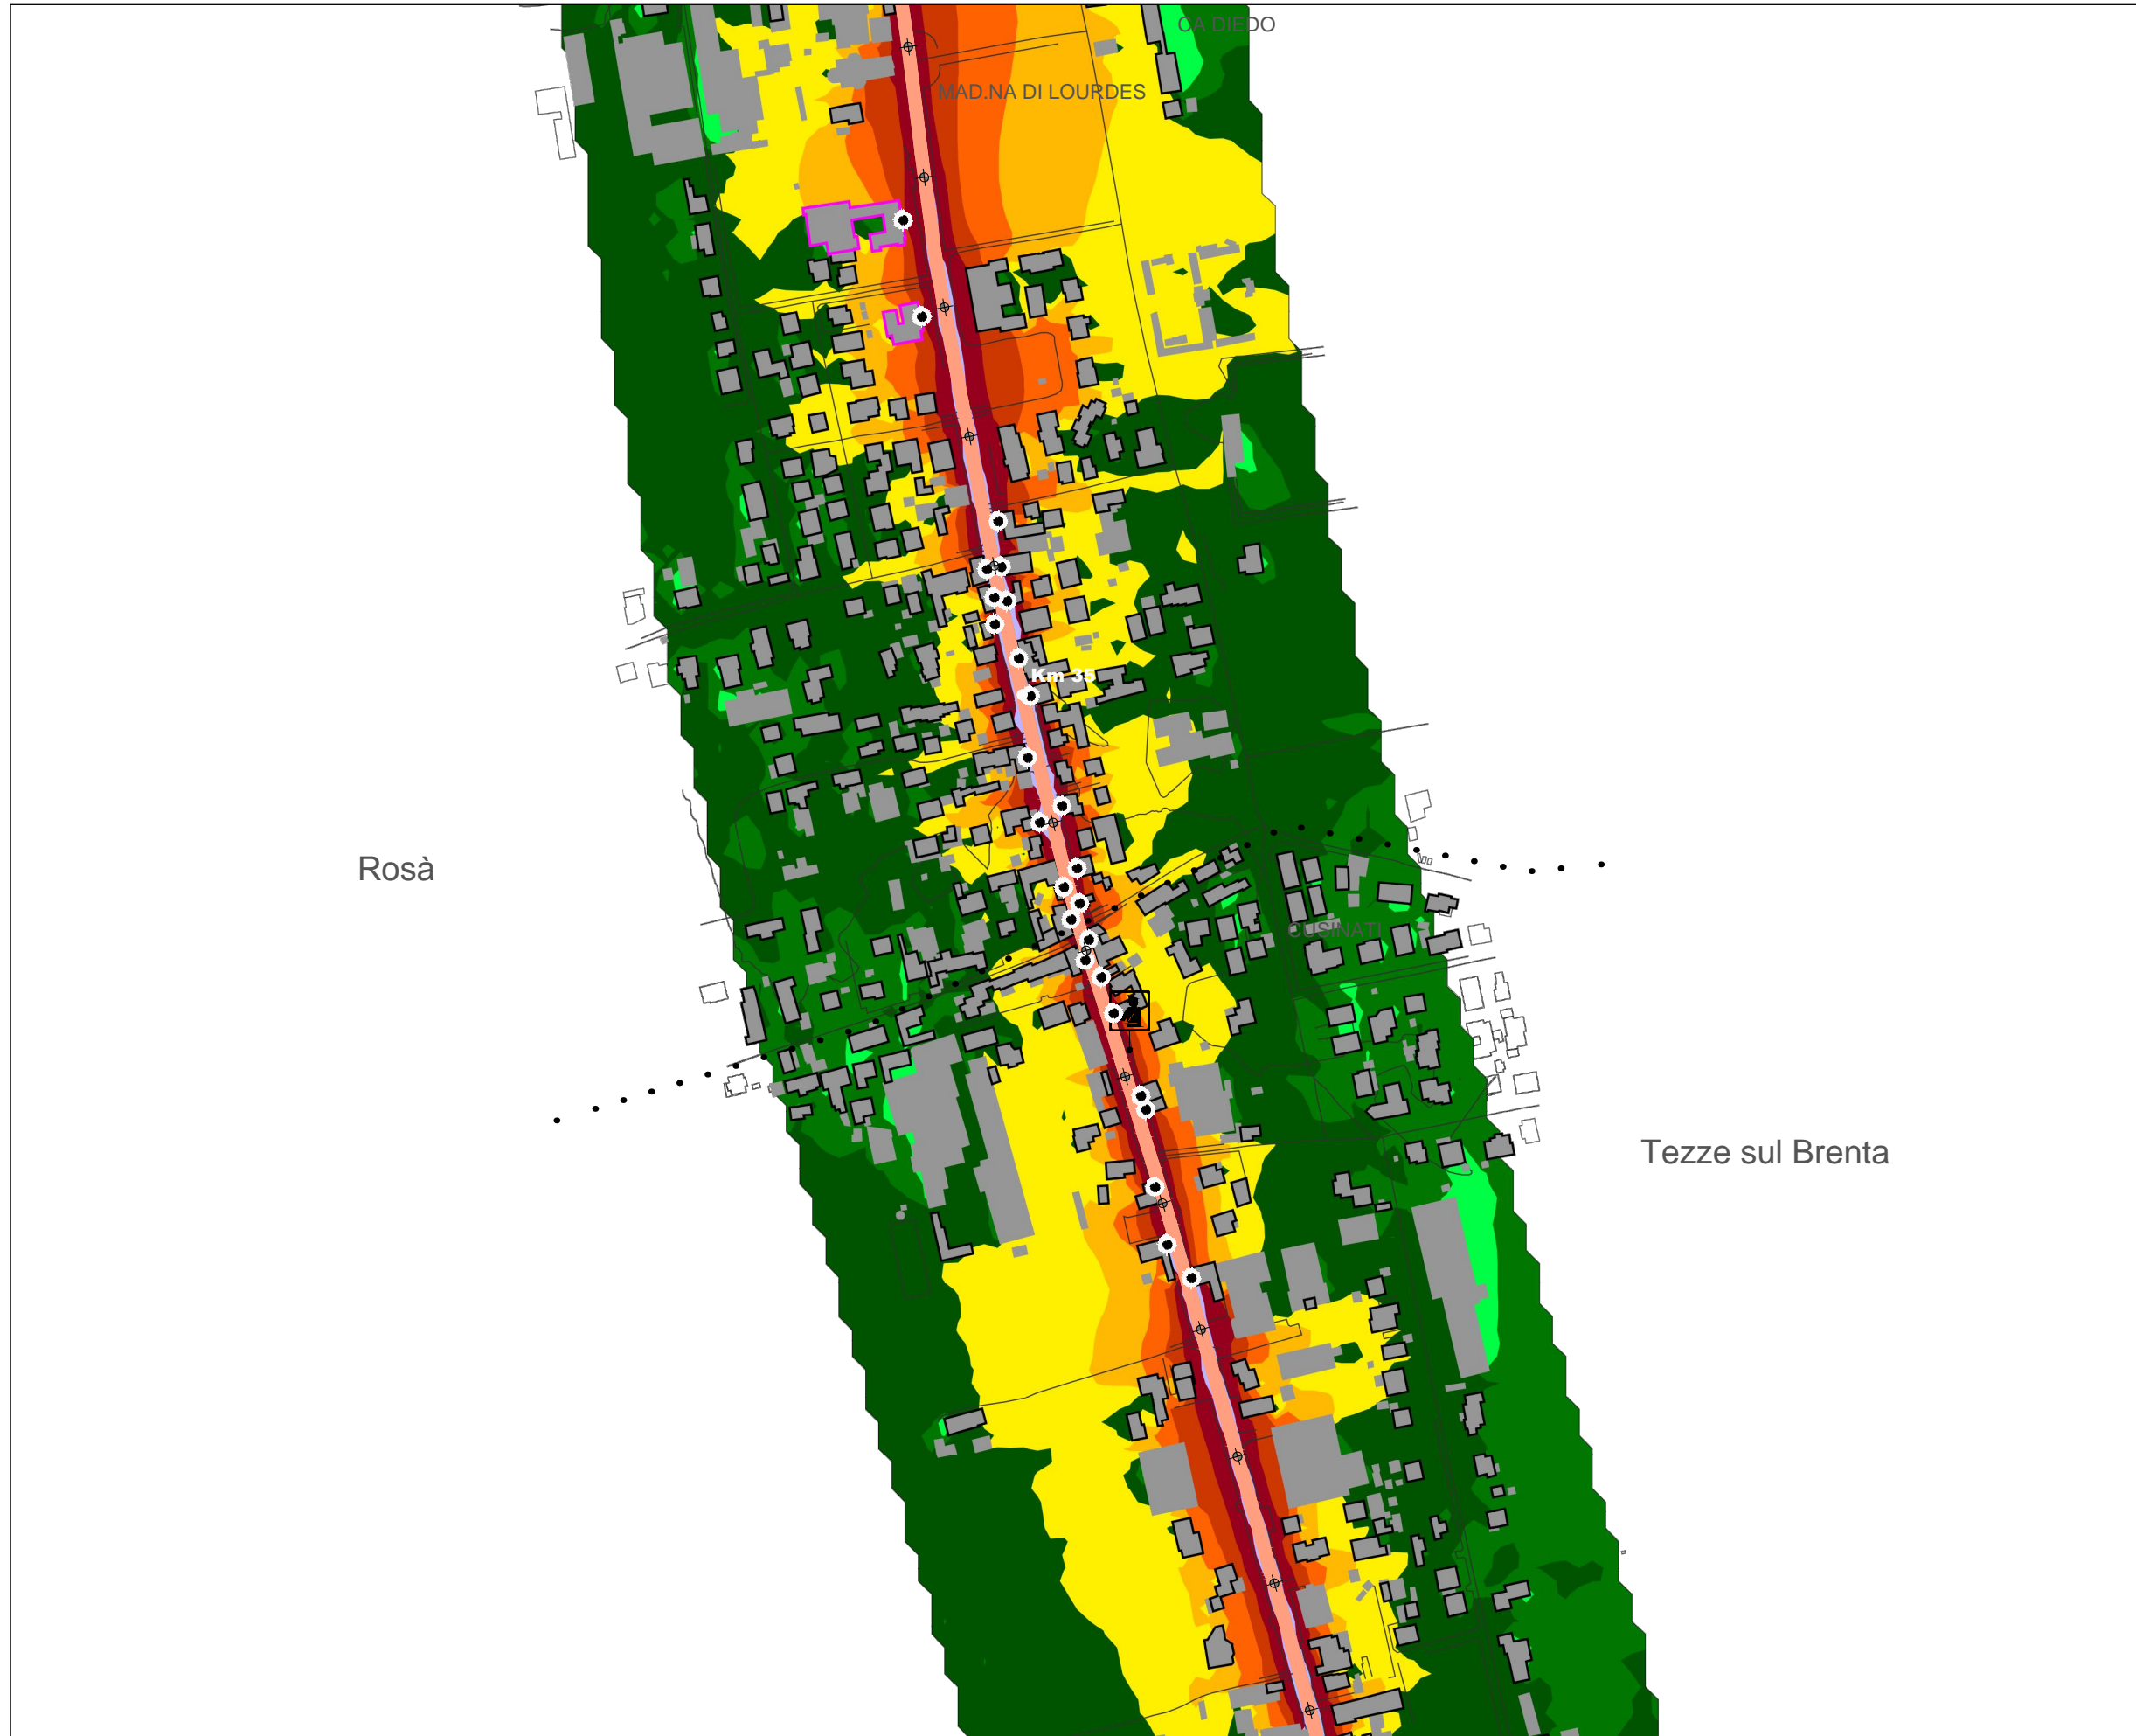 CA DIEDO
MAD.NA DI LOURDES
Km 35
Rosà
CUSINATI
Tezze sul Brenta